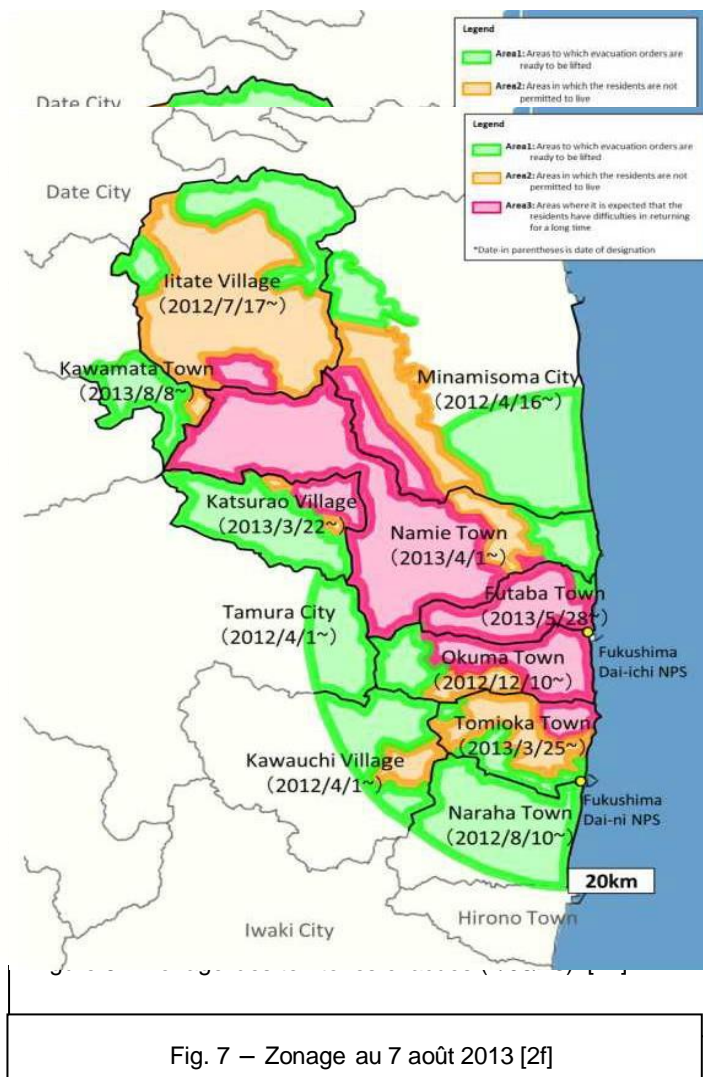 Legend
Area1: Areas to which evacuation orders are
ready to be lifted
Area2: Areas in which the residents are not
permitted to live
Date City
Legend
Area1: Areas to which evacuation orders are
ready to be lifted
Area2: Areas in which the residents are not
permitted to live
Area3: Areas where it is expected that the
residents have difficulties in returning
for a long time
*Date in parentheses is date of designation
Date City
Iitate Village
(2012/7/17~)
Kawamata Town
(2013/8/8~)
Minamisoma City
(2012/4/16~)
Katsurao Village
(2013/3/22~)
Namie Town
(2013/4/1~)
Futaba Town
(2013/5/28~)
Tamura City
(2012/4/1~)
Fukushima
Dai-ichi NPS
Okuma Town
(2012/12/10~)
Tomioka Town
(2013/3/25~)
Kawauchi Village
(2012/4/1~)
Fukushima
Dai-ni NPS
Naraha Town
(2012/8/10~)
20km
Hirono Town
Iwaki City
Fig. 7 – Zonage au 7 août 2013 [2f]